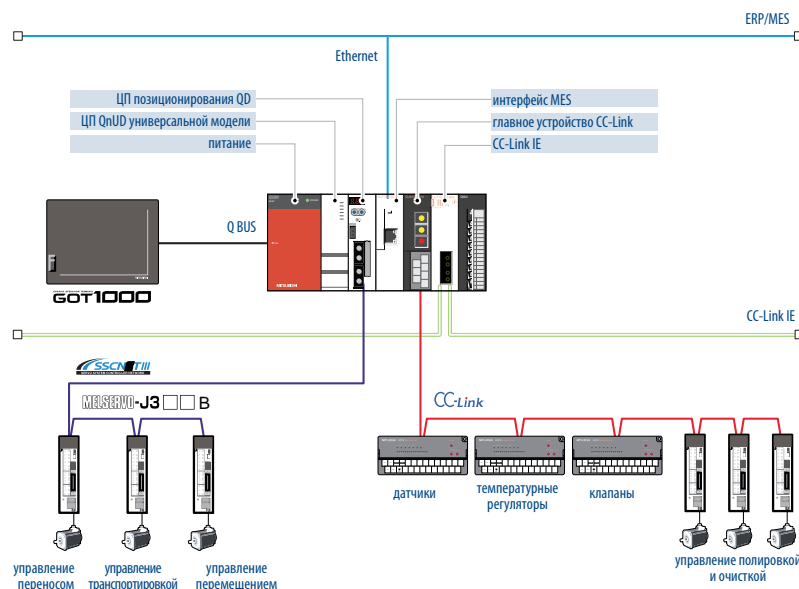 ERP/MES
Ethernet
ЦП позиционирования QD
ЦП QnUD универсальной модели
питание
интерфейс MES
главное устройство CC-Link
CC-Link IE
Q BUS
MITSUBISHI
GOT1000
CC-Link IE
SSCNETIII
MELSERVO-J3□□B
CC-Link
датчики
температурные
регуляторы
клапаны
управление
переносом
управление
транспортировкой
управление
перемещением
управление полировкой
и очисткой